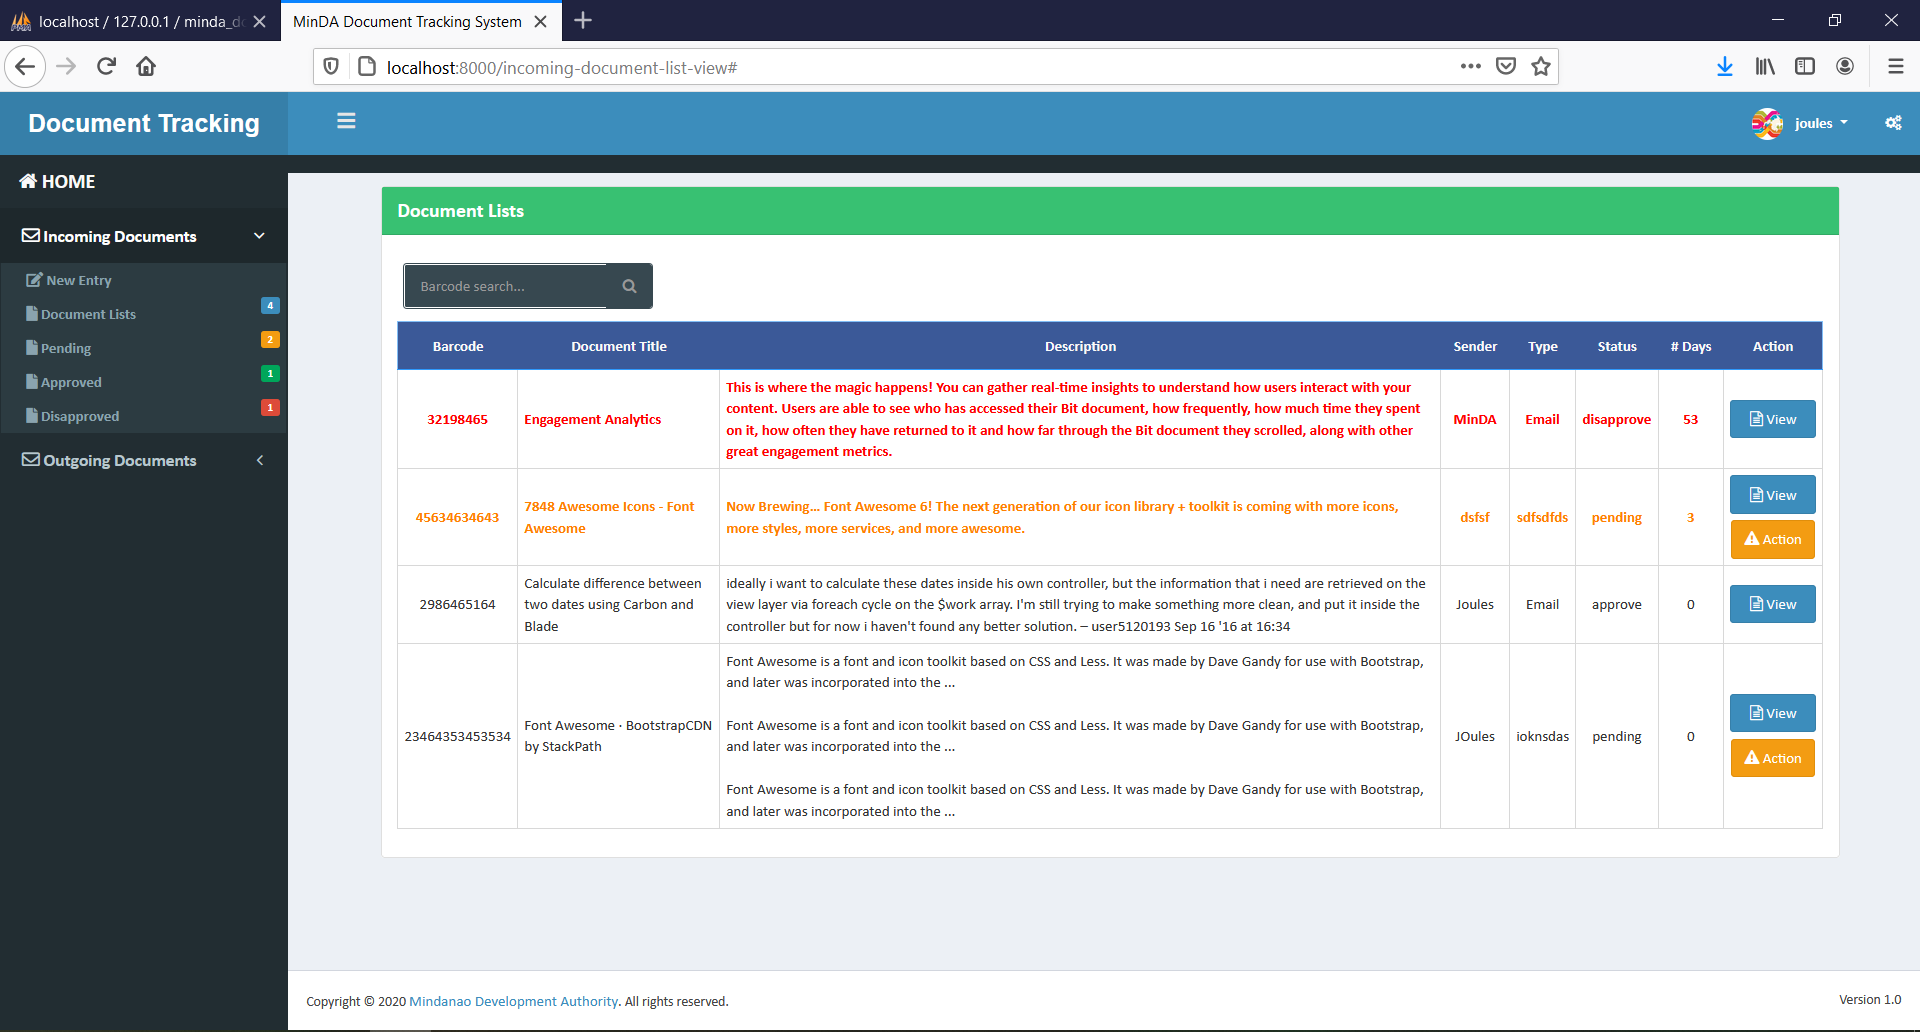 localhost / 127.0.0.1 / minda_d
MinDA Document Tracking System
localhost:8000/incoming-document-list-view#
Document Tracking
joules
HOME
Incoming Documents
New Entry
Document Lists 4
Pending 2
Approved 1
Disapproved 1
Outgoing Documents
Document Lists
Barcode search...
Barcode Document Title Description Sender Type Status # Days Action
32198465
Engagement Analytics
This is where the magic happens! You can gather real-time insights to understand how users interact with your
content. Users are able to see who has accessed their Bit document, how frequently, how much time they spent
on it, how often they have returned to it and how far through the Bit document they scrolled, along with other
great engagement metrics.
MinDA Email disapprove 53 View
45634634643
7848 Awesome Icons - Font
Awesome
Now Brewing... Font Awesome 6! The next generation of our icon library + toolkit is coming with more icons,
more styles, more services, and more awesome.
dsfsf sdfsdfds pending 3 View
Action
2986465164
Calculate difference between
two dates using Carbon and
Blade
ideally i want to calculate these dates inside his own controller, but the information that i need are retrieved on the
view layer via foreach cycle on the $work array. I'm still trying to make something more clean, and put it inside the
controller but for now i haven't found any better solution. – user5120193 Sep 16 '16 at 16:34
Joules Email approve 0 View
23464353453534
Font Awesome · BootstrapCDN
by StackPath
Font Awesome is a font and icon toolkit based on CSS and Less. It was made by Dave Gandy for use with Bootstrap,
and later was incorporated into the ...
Font Awesome is a font and icon toolkit based on CSS and Less. It was made by Dave Gandy for use with Bootstrap,
and later was incorporated into the ...
Font Awesome is a font and icon toolkit based on CSS and Less. It was made by Dave Gandy for use with Bootstrap,
and later was incorporated into the ...
JOules ioknsdas pending 0 View
Action
Copyright © 2020 Mindanao Development Authority. All rights reserved.
Version 1.0